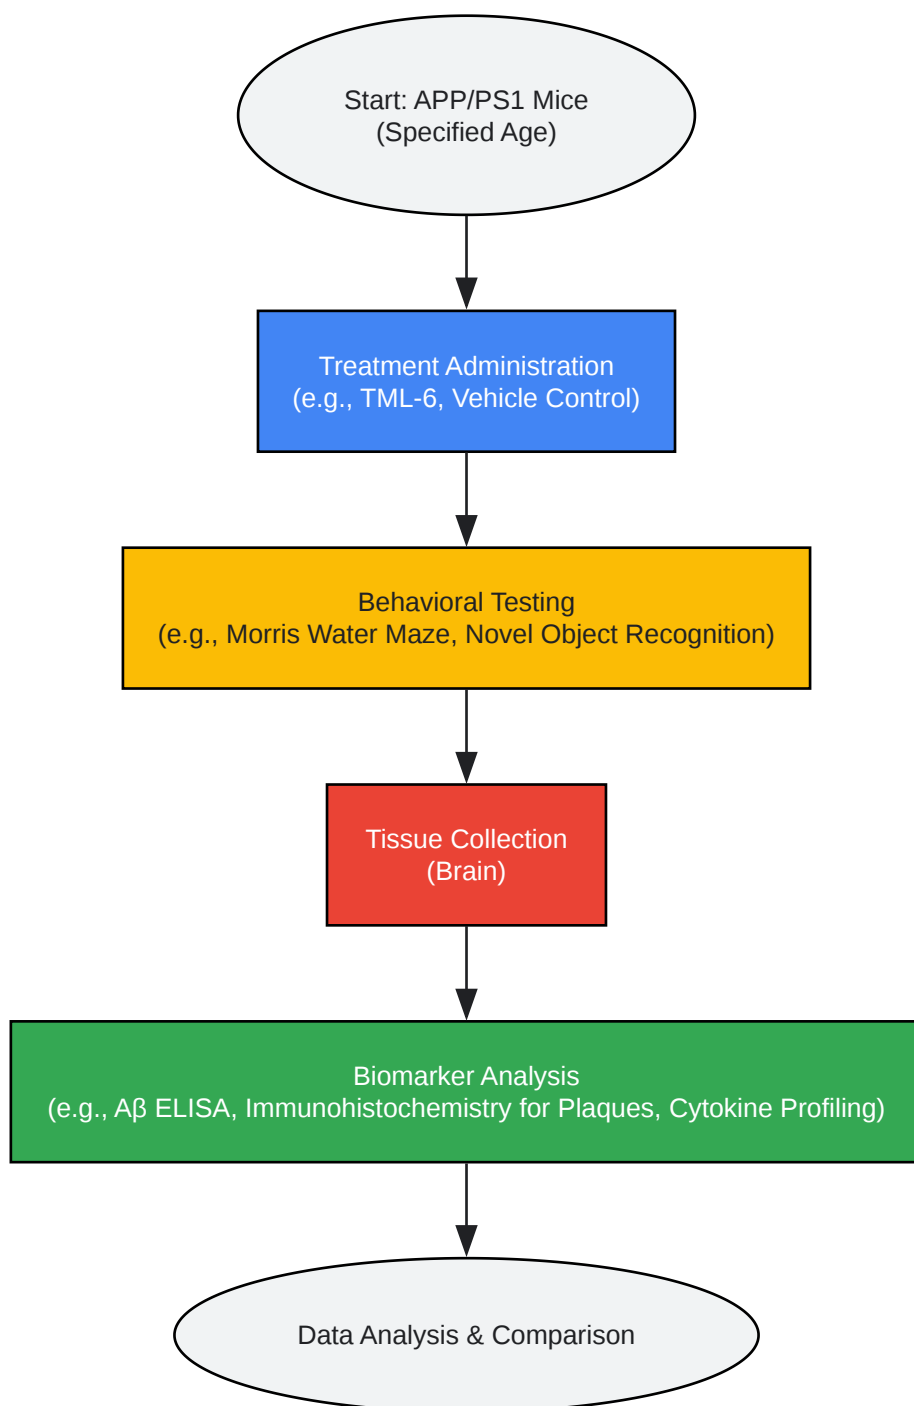 Start: APP/PS1 Mice
(Specified Age)
Treatment Administration
(e.g., TML-6, Vehicle Control)
Behavioral Testing
(e.g., Morris Water Maze, Novel Object Recognition)
Tissue Collection
(Brain)
Biomarker Analysis
(e.g., Aβ ELISA, Immunohistochemistry for Plaques, Cytokine Profiling)
Data Analysis & Comparison